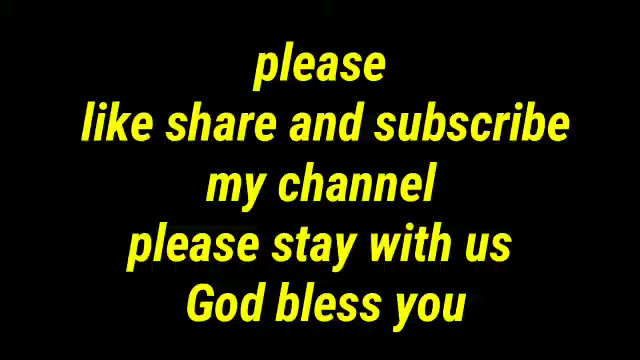 please
like share and subscribe
my channel
please stay with us
God bless you